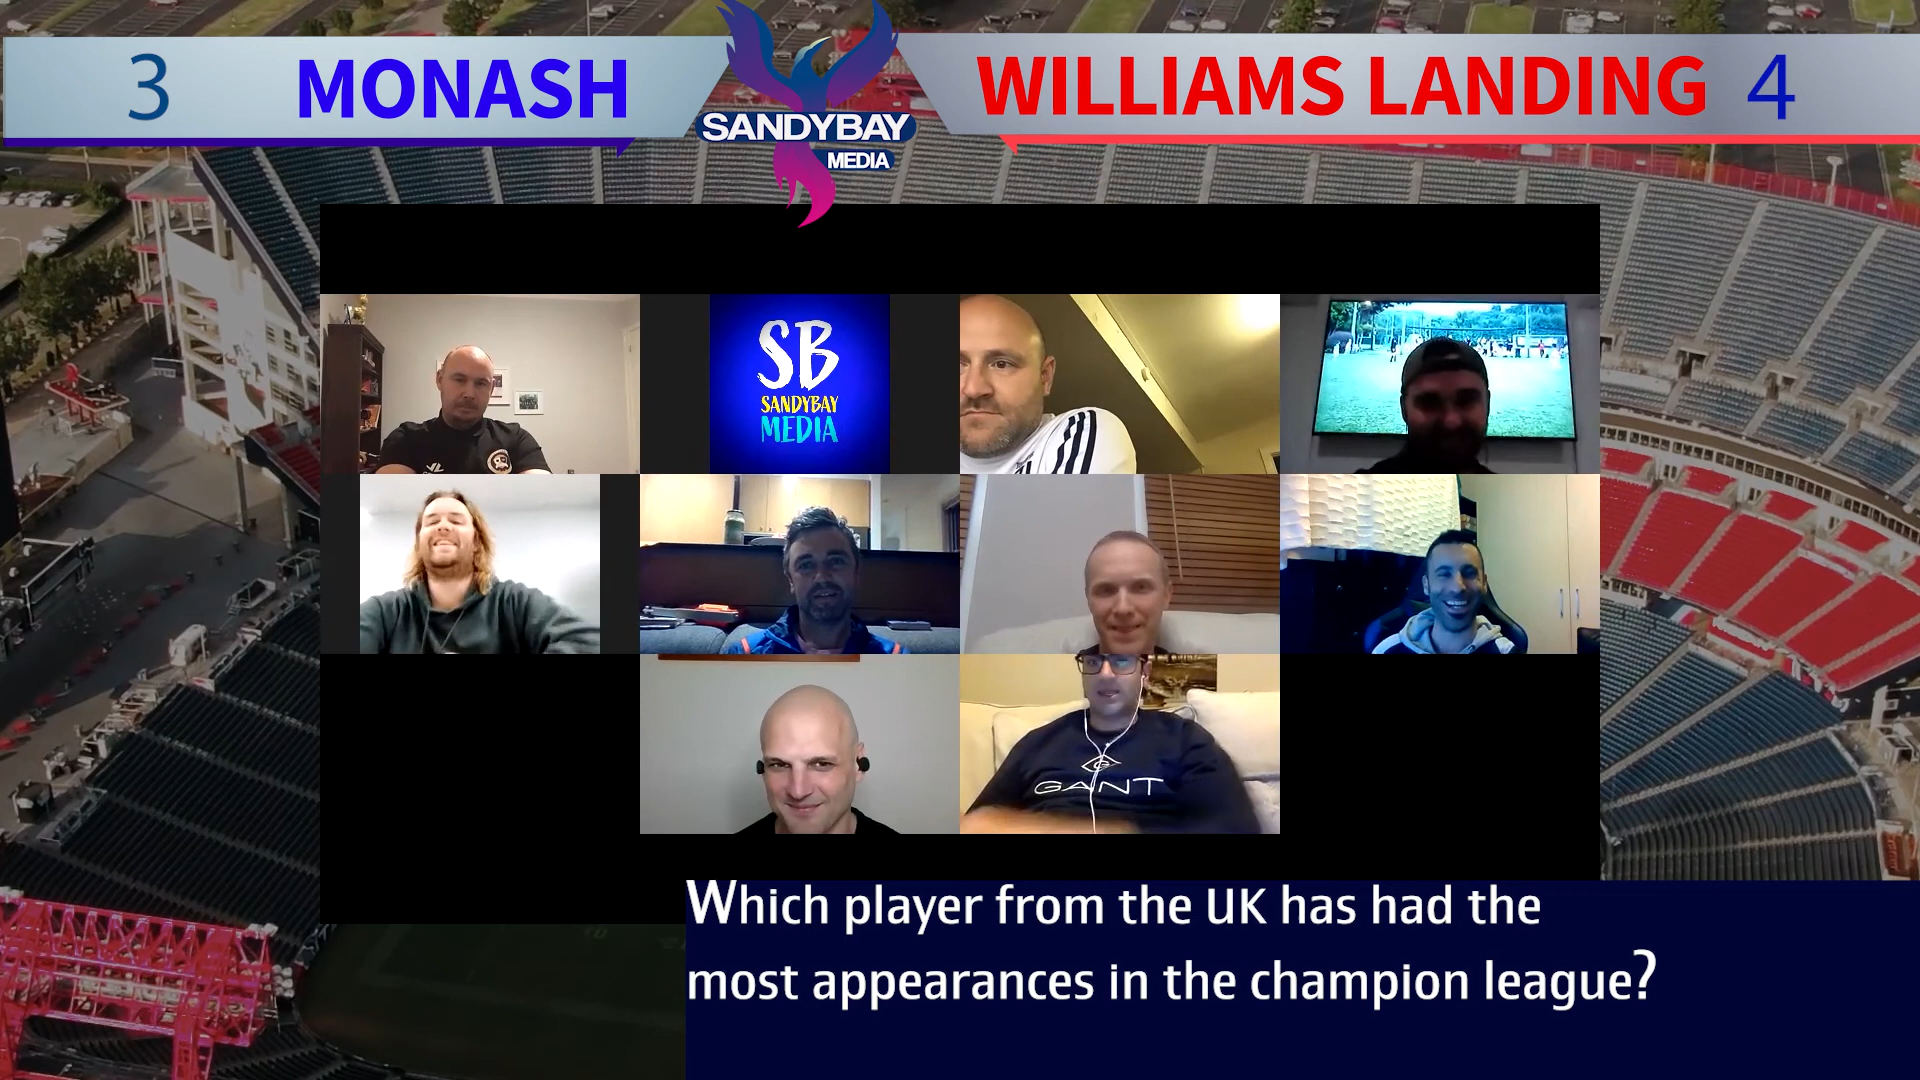 3 MONASH
WILLIAMS LANDING 4
SANDYBAY
MEDIA
SB
SANDYBAY
MEDIA
GANT
Which player from the UK has had the
most appearances in the champion league?